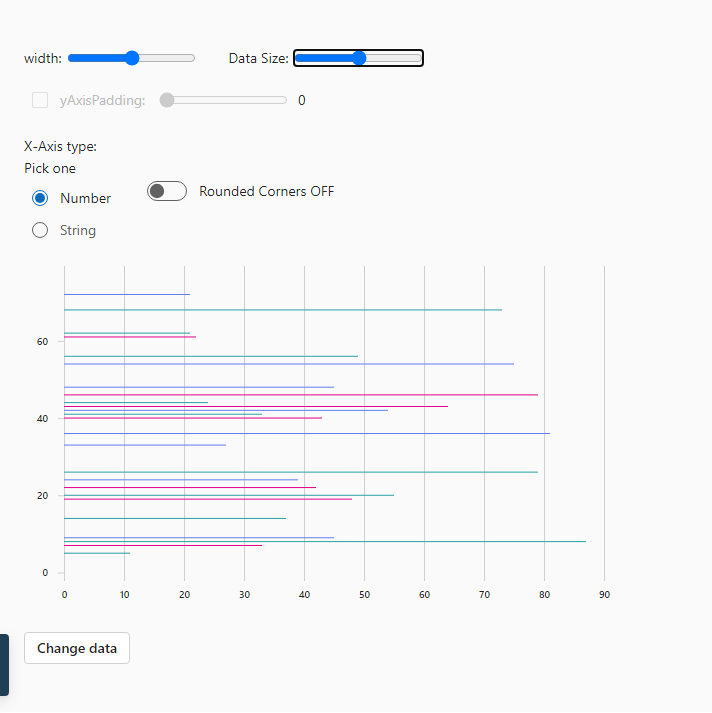 width: Data Size:
yAxisPadding: 0
X-Axis type:
Pick one
Rounded Corners OFF
Number
String
60
40
20
0
0 10 20 30 40 50 60 70 80 90
Change data